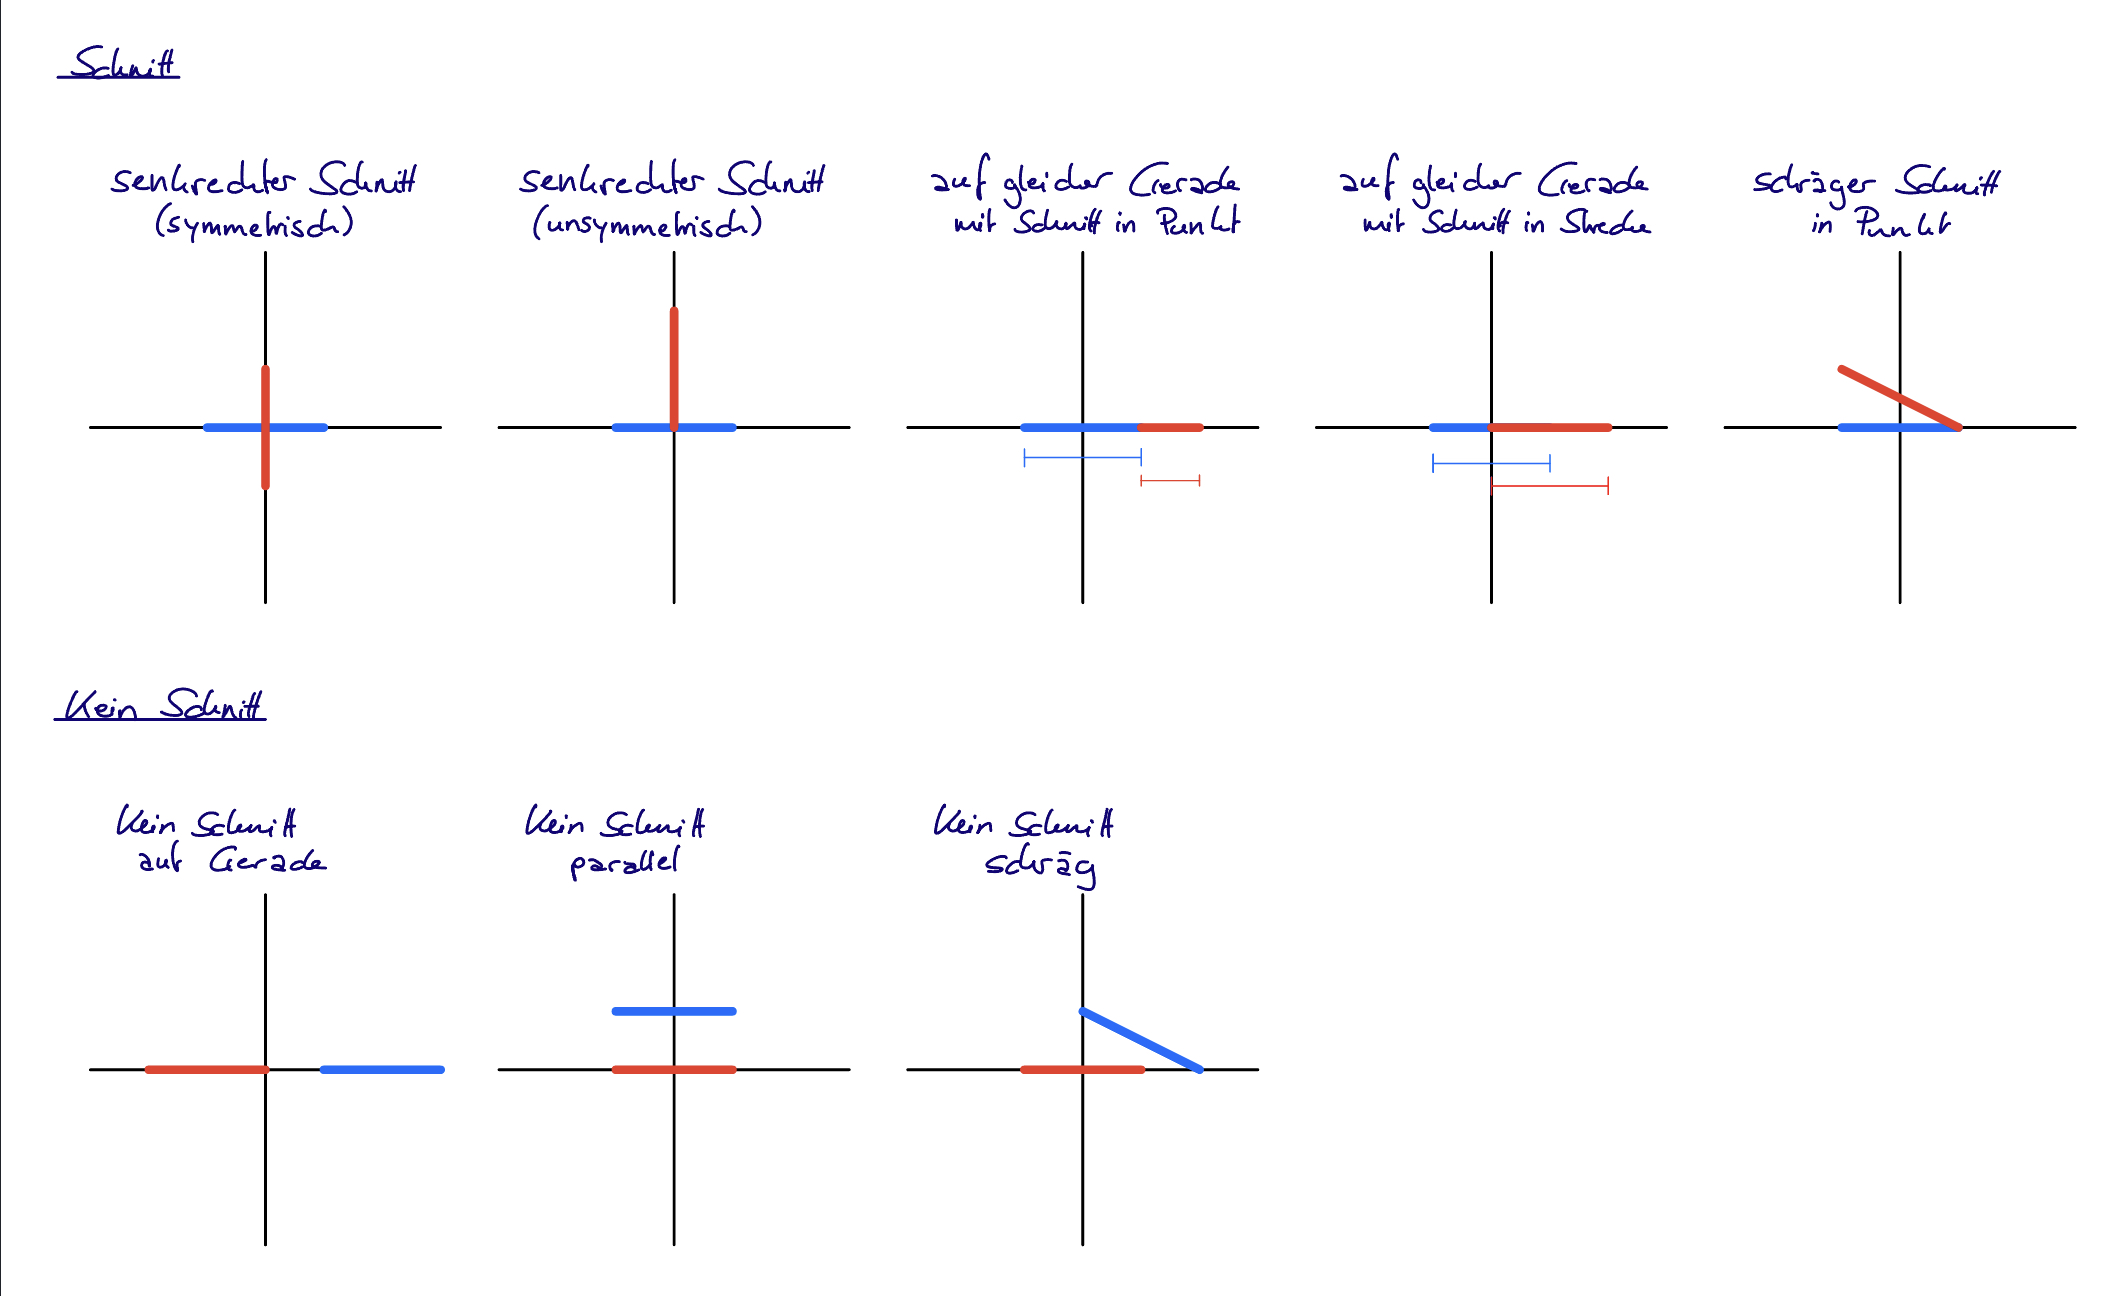 Schnitt
senkrechter Schnitt
(symmetrisch)
senkrechter Schnitt
(unsymmetrisch)
auf gleicher Gerade
mit Schnitt in Punkt
auf gleicher Gerade
mit Schnitt in Strecke
schräger Schnitt
in Punkt
Kein Schnitt
Kein Schnitt
auf Gerade
Kein Schnitt
parallel
Kein Schnitt
schräg